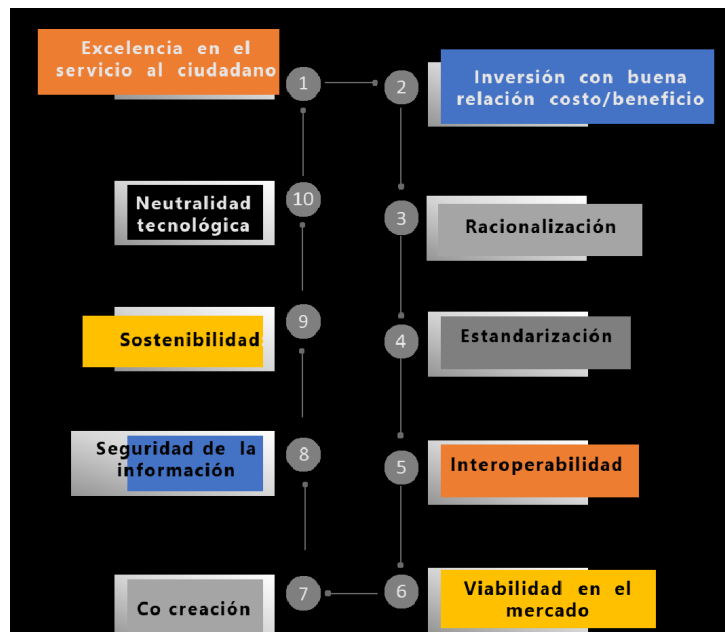 Excelencia en el
servicio al ciudadano
1
2
Inversión con buena
relación costo/beneficio
Neutralidad
tecnológica
10
3
Racionalización
Sostenibilidad
9
4
Estandarización
Seguridad de la
información
8
5
Interoperabilidad
Co creación
7
6
Viabilidad en el
mercado